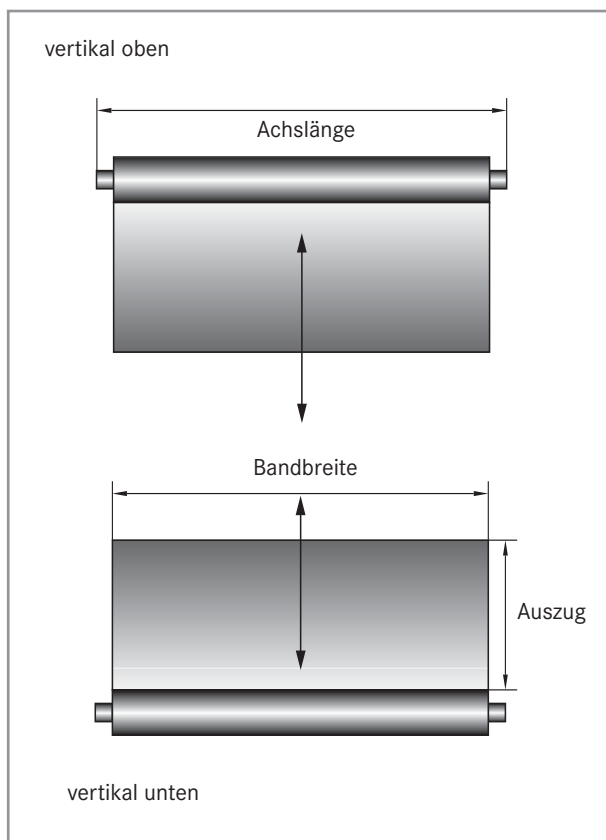 vertikal oben
Achslänge
Bandbreite
Auszug
vertikal unten